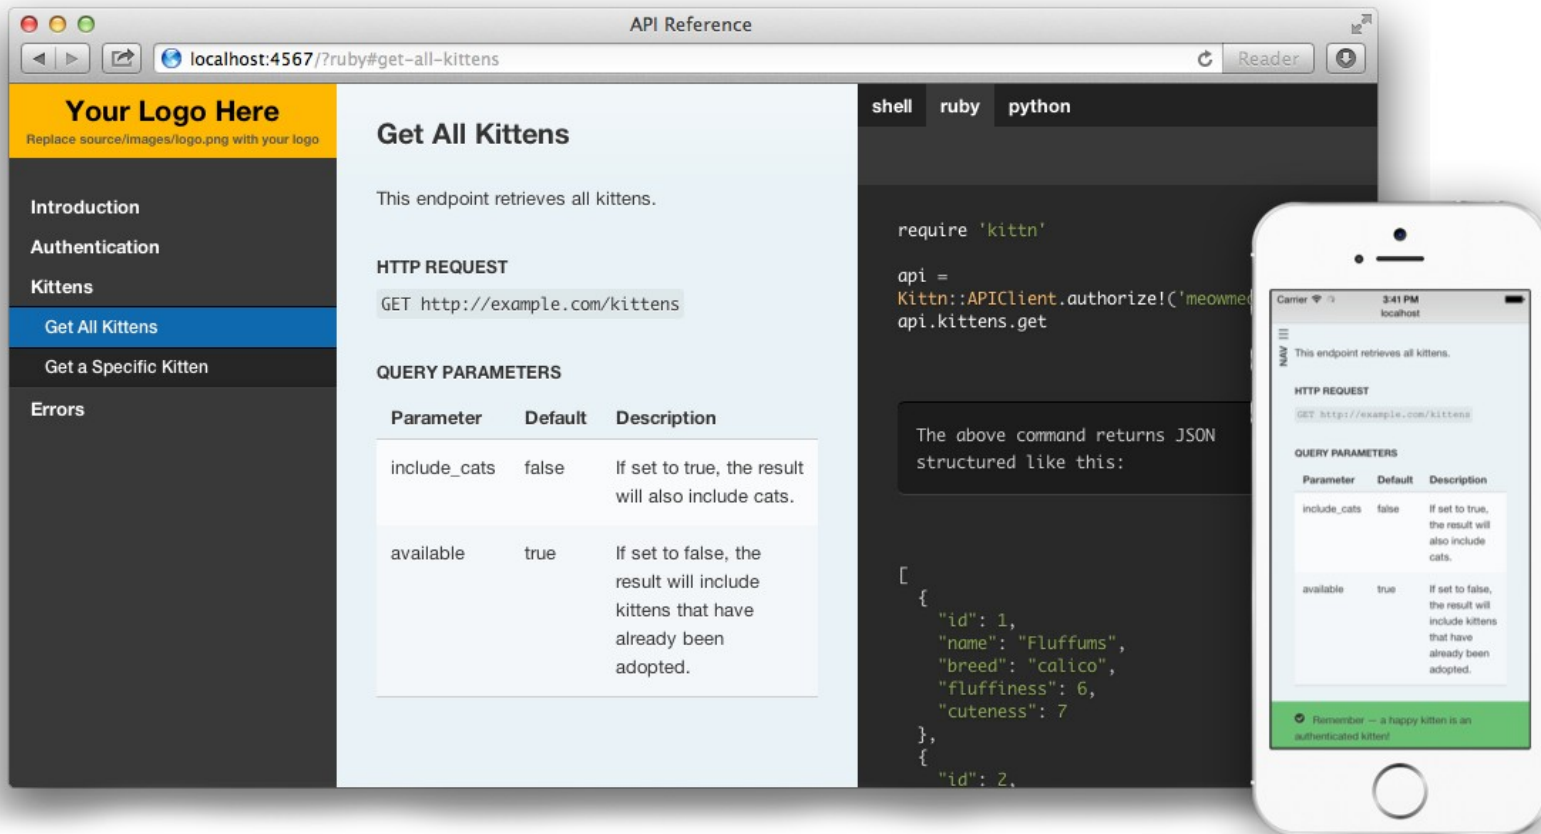 API Reference
localhost:4567/?ruby#get-all-kittens
Reader
Your Logo Here
Replace source/images/logo.png with your logo
Introduction
Authentication
Kittens
Get All Kittens
Get a Specific Kitten
Errors
Get All Kittens
This endpoint retrieves all kittens.
HTTP REQUEST
GET http://example.com/kittens
QUERY PARAMETERS
Parameter Default Description
include_cats false If set to true, the result
will also include cats.
available true If set to false, the
result will include
kittens that have
already been
adopted.
shell ruby python
require 'kittn'
api =
Kittn::APIClient.authorize!('meowmeo
api.kittens.get
The above command returns JSON
structured like this:
[
{
"id": 1,
"name": "Fluffums",
"breed": "calico",
"fluffiness": 6,
"cuteness": 7
},
{
"id": 2,
Carrier 3:41 PM
localhost
NAV
This endpoint retrieves all kittens.
HTTP REQUEST
GET http://example.com/kittens
QUERY PARAMETERS
Parameter Default Description
include_cats false If set to true,
the result will
also include
cats.
available true If set to false,
the result will
include kittens
that have
already been
adopted.
Remember — a happy kitten is an
authenticated kitten!